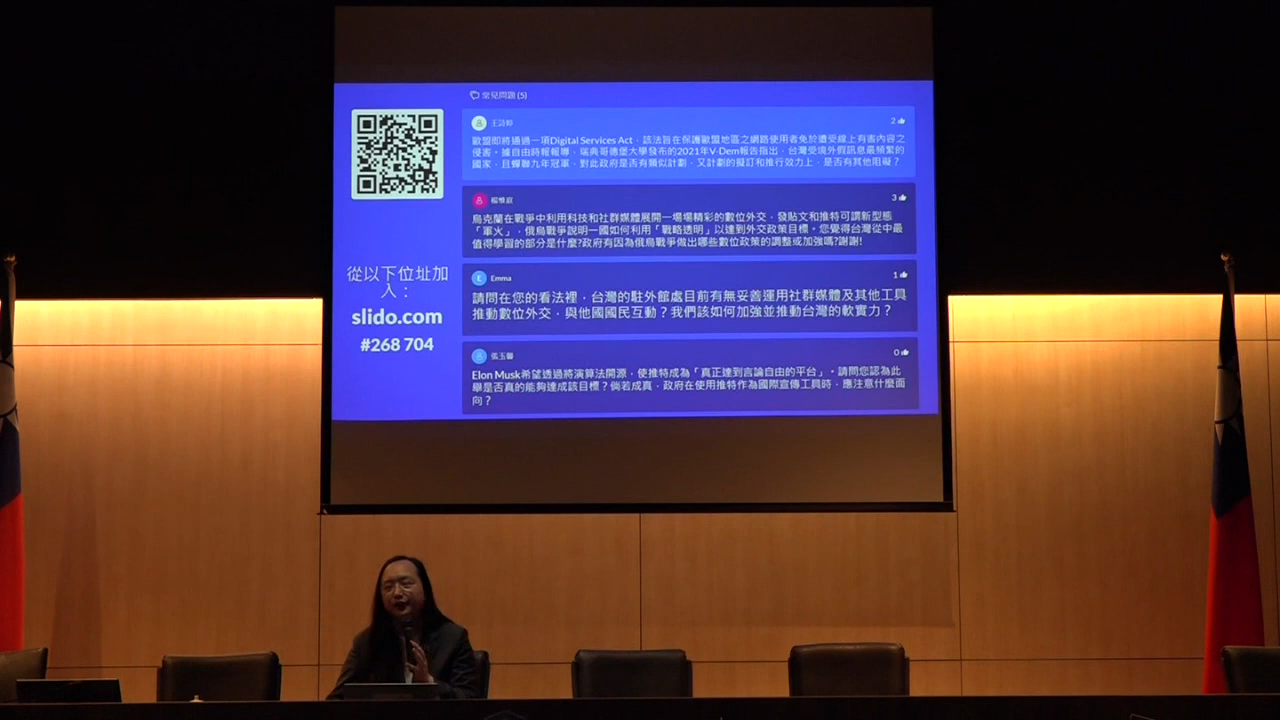 常見問題 (5)
2
歐盟即將通過一項Digital Services Act，該法旨在保護歐盟地區之網路使用者免於遭受線上有害內容之
侵害。據自由時報報導，瑞典哥德堡大學發布的2021年V-Dem報告指出，台灣受境外假訊息最頻繁的
國家，且蟬聯九年冠軍，對此政府是否有類似計劃，又計劃的擬訂和推行效力上，是否有其他阻礙？
3
烏克蘭在戰爭中利用科技和社群媒體展開一場場精彩的數位外交，發貼文和推特可謂新型態
「軍火」，俄烏戰爭說明一國如何利用「戰略透明」以達到外交政策目標。您覺得台灣從中最
值得學習的部分是什麼?政府有因為俄烏戰爭做出哪些數位政策的調整或加強嗎?謝謝!
E Emma
1
請問在您的看法裡，台灣的駐外館處目前有無妥善運用社群媒體及其他工具
推動數位外交，與他國國民互動？我們該如何加強並推動台灣的軟實力？
張玉馨
0
Elon Musk希望透過將演算法開源，使推特成為「真正達到言論自由的平台」。請問您認為此
舉是否真的能夠達成該目標？倘若成真，政府在使用推特作為國際宣傳工具時，應注意什麼面
向？
從以下位址加
入：
slido.com
#268 704